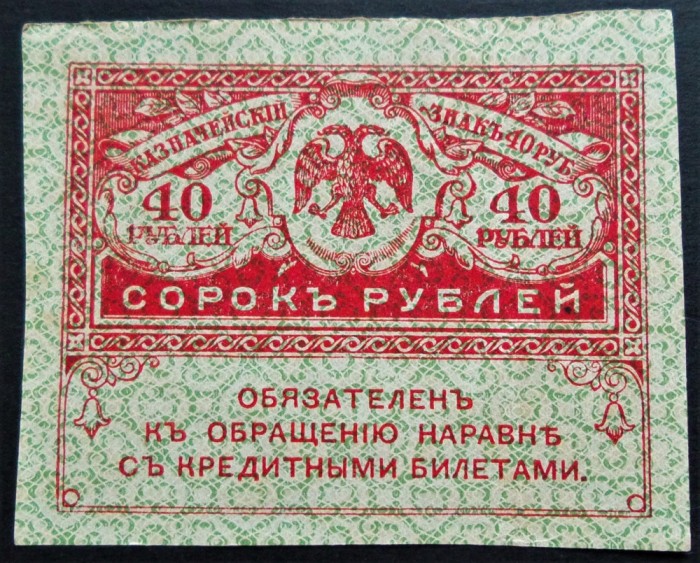 КАЗНАЧЕЙСКІЙ
ЗНАКЪ 40 РУБ.
40
РУБЛЕЙ
40
РУБЛЕЙ
СОРОКЪ РУБЛЕЙ
ОБЯЗАТЕЛЕНЪ
КЪ ОБРАЩЕНІЮ НАРАВНѢ
СЪ КРЕДИТНЫМИ БИЛЕТАМИ.